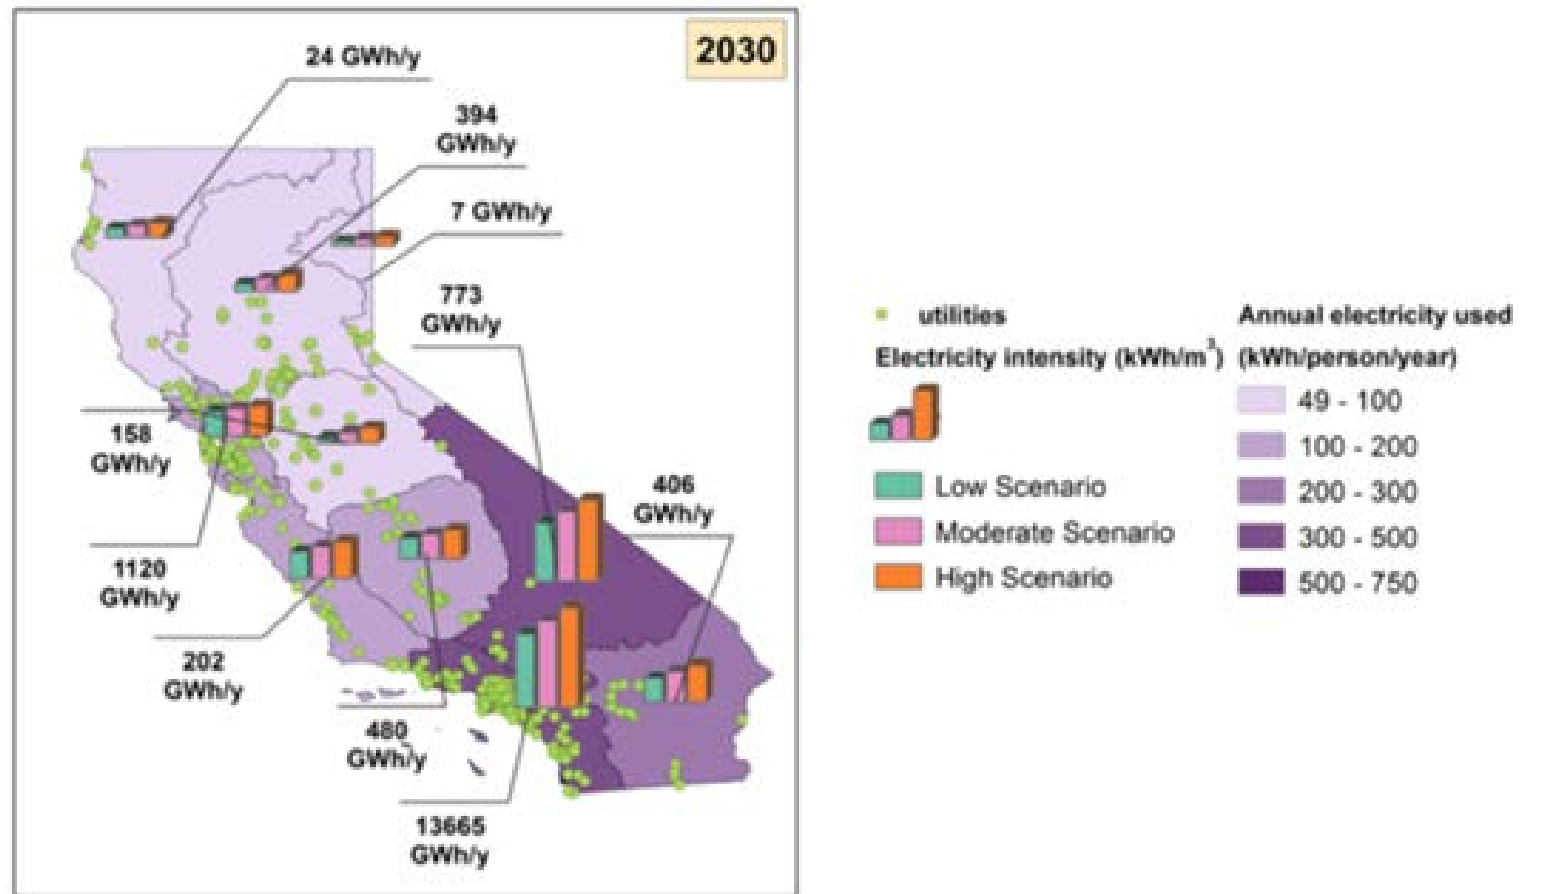 2030
24 GWh/y
394
GWh/y
7 GWh/y
773
GWh/y
158
GWh/y
406
GWh/y
1120
GWh/y
202
GWh/y
480
GWh/y
13665
GWh/y
utilities
Electricity intensity (kWh/m³)
Low Scenario
Moderate Scenario
High Scenario
Annual electricity used
(kWh/person/year)
49 - 100
100 - 200
200 - 300
300 - 500
500 - 750